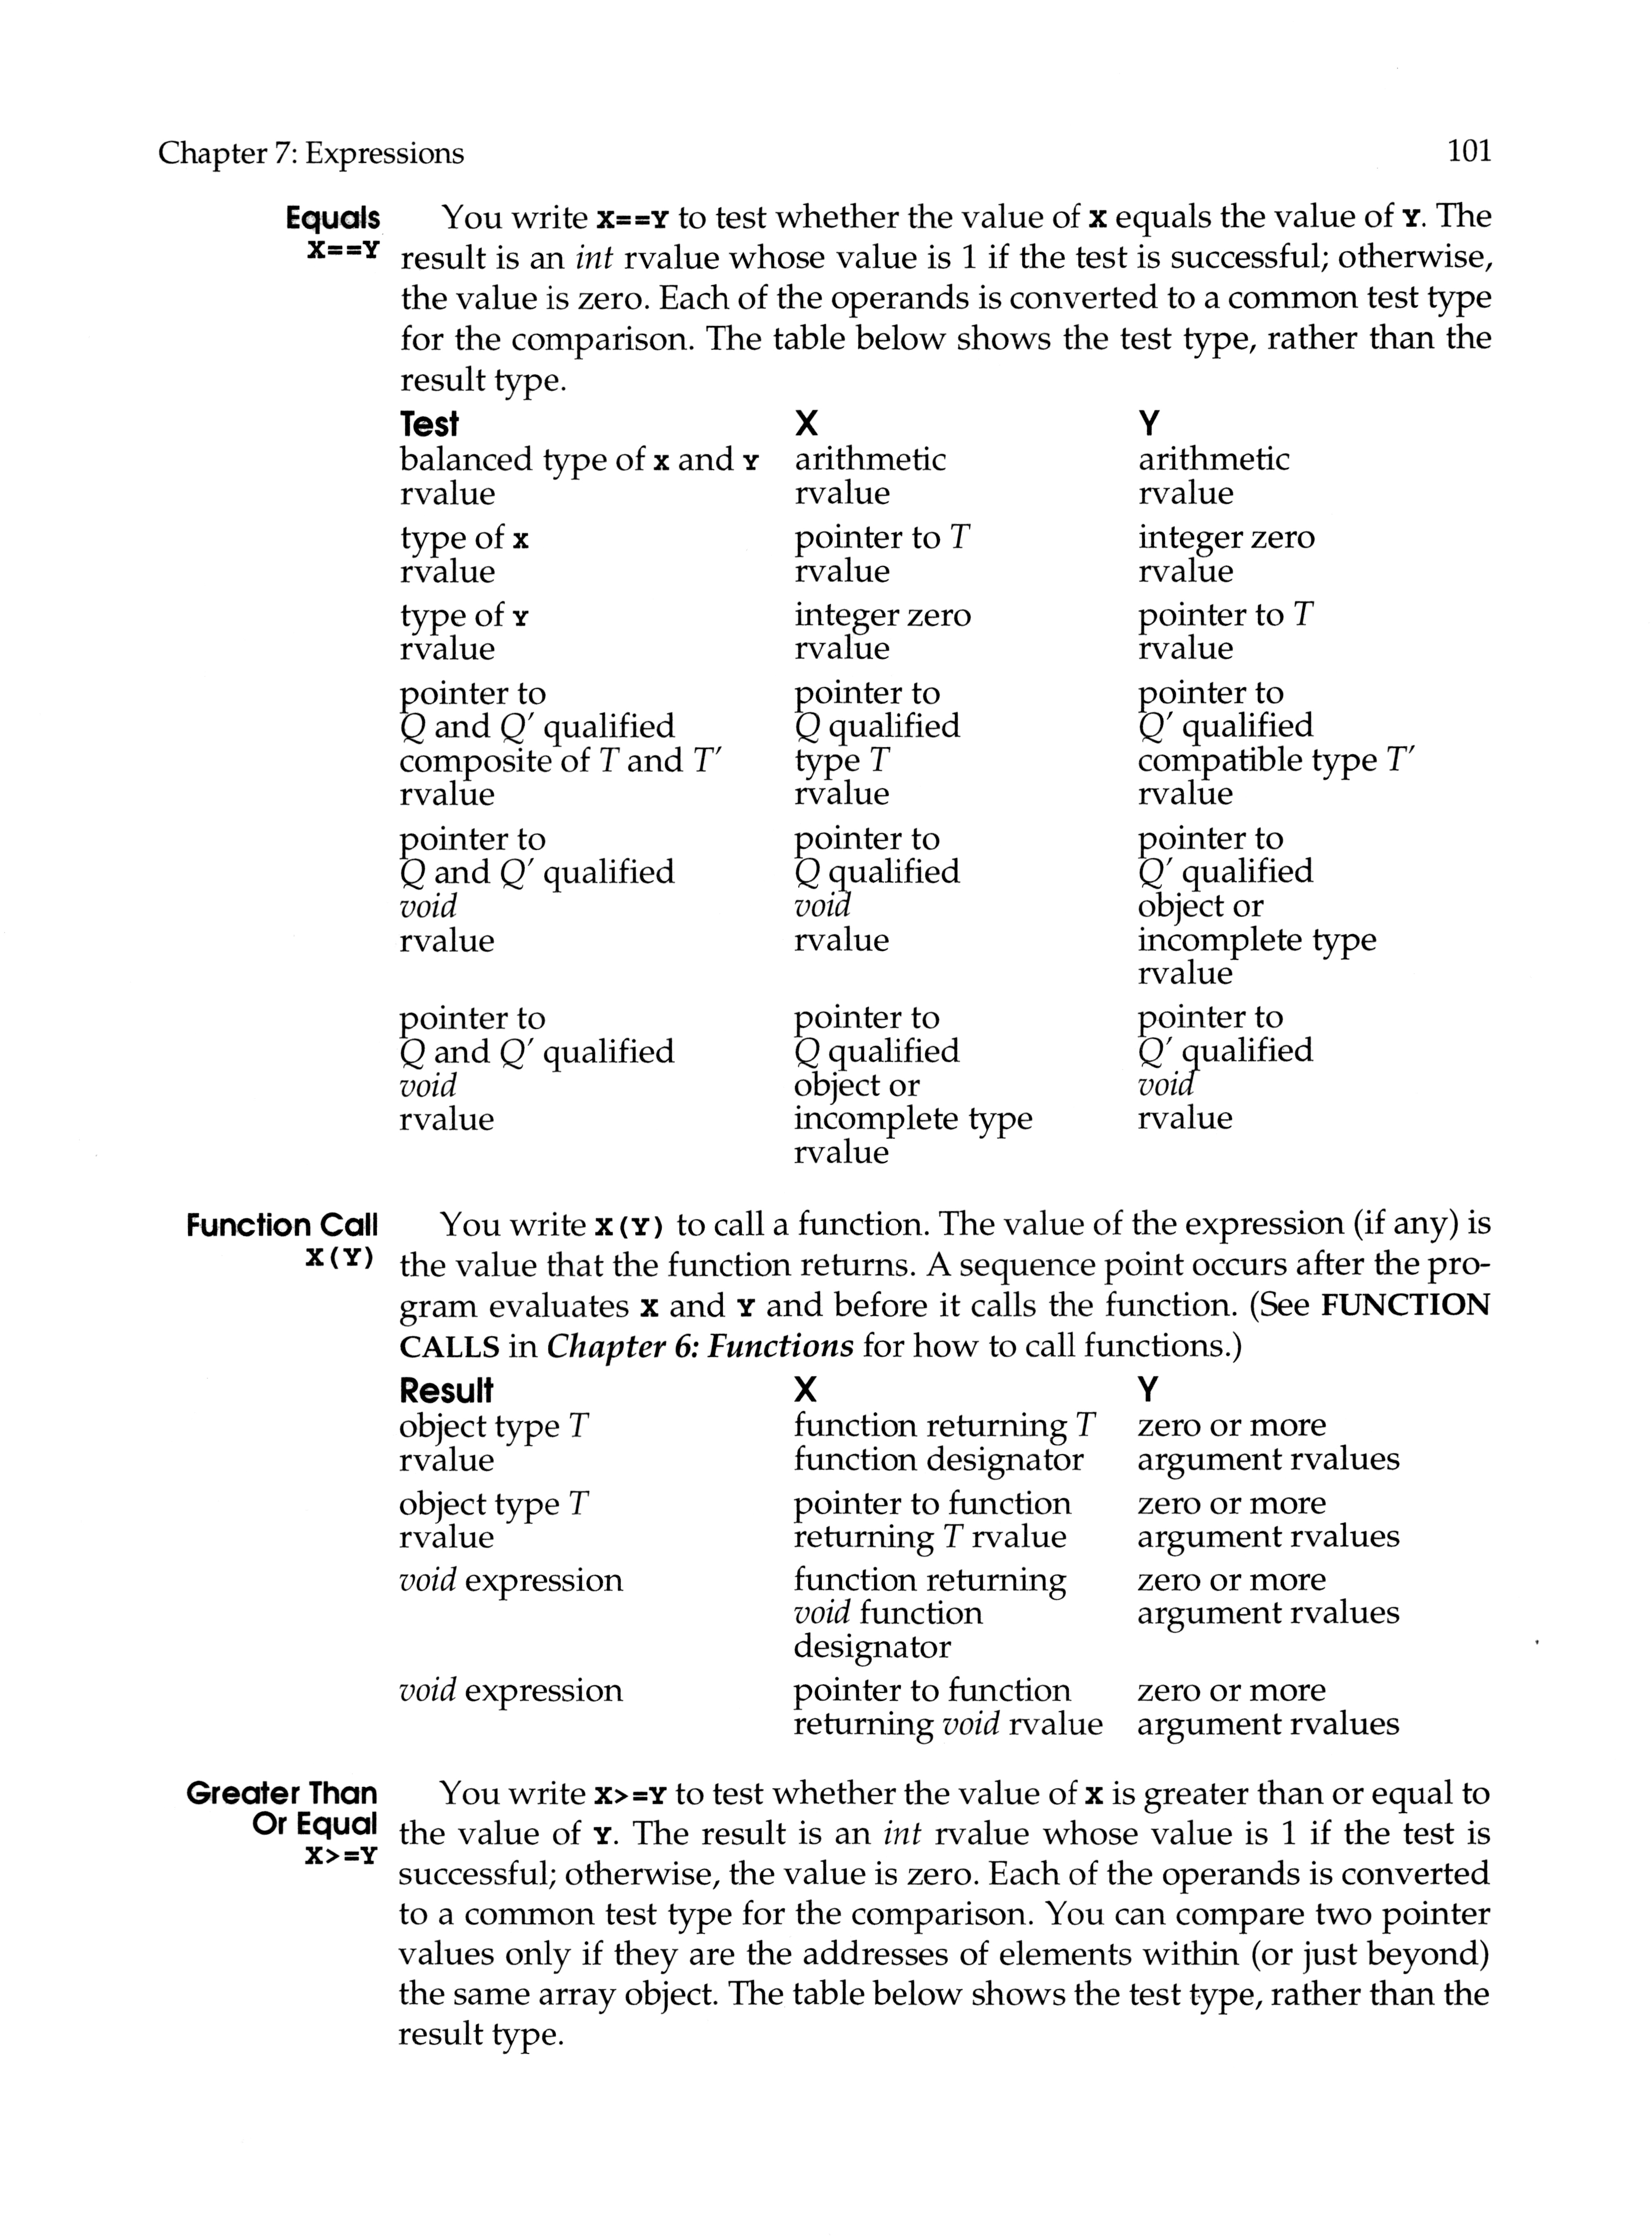 Chapter 7: Expressions 101
Equals You write X==Y to test whether the value of X equals the value of Y. The
X==Y result is an int rvalue whose value is 1 if the test is successful; otherwise,
the value is zero. Each of the operands is converted to a common test type
for the comparison. The table below shows the test type, rather than the
result type.
Test X Y
balanced type of X and Y arithmetic arithmetic
rvalue rvalue rvalue
type of X pointer to T integer zero
rvalue rvalue rvalue
type of Y integer zero pointer to T
rvalue rvalue rvalue
pointer to pointer to pointer to
Q and Q′ qualified Q qualified Q′ qualified
composite of T and T′ type T compatible type T′
rvalue rvalue rvalue
pointer to pointer to pointer to
Q and Q′ qualified Q qualified Q′ qualified
void void object or
rvalue rvalue incomplete type
rvalue
pointer to pointer to pointer to
Q and Q′ qualified Q qualified Q′ qualified
void object or void
rvalue incomplete type rvalue
rvalue
Function Call You write X(Y) to call a function. The value of the expression (if any) is
X(Y) the value that the function returns. A sequence point occurs after the pro-
gram evaluates X and Y and before it calls the function. (See FUNCTION
CALLS in Chapter 6: Functions for how to call functions.)
Result X Y
object type T function returning T zero or more
rvalue function designator argument rvalues
object type T pointer to function zero or more
rvalue returning T rvalue argument rvalues
void expression function returning zero or more
void function argument rvalues
designator
void expression pointer to function zero or more
returning void rvalue argument rvalues
Greater Than You write X>=Y to test whether the value of X is greater than or equal to
Or Equal the value of Y. The result is an int rvalue whose value is 1 if the test is
X>=Y successful; otherwise, the value is zero. Each of the operands is converted
to a common test type for the comparison. You can compare two pointer
values only if they are the addresses of elements within (or just beyond)
the same array object. The table below shows the test type, rather than the
result type.